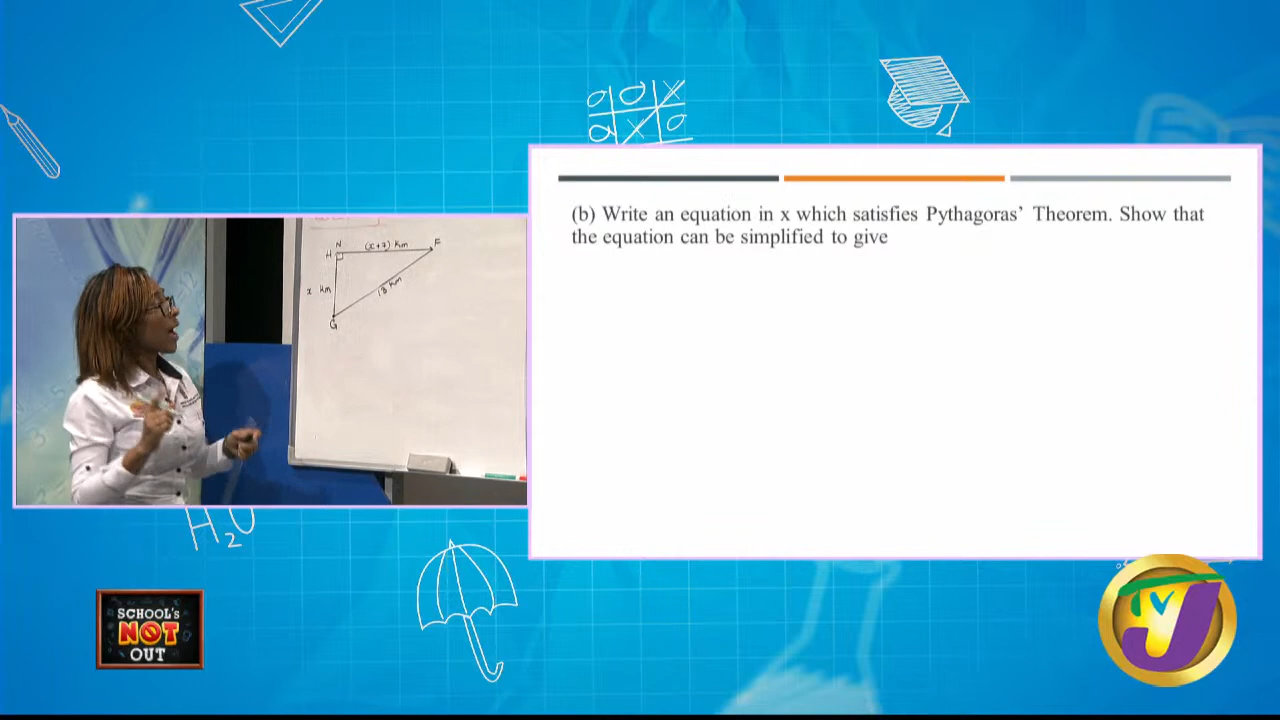 O O X
O X O
(b) Write an equation in x which satisfies Pythagoras’ Theorem. Show that
the equation can be simplified to give
N
(x+7) km
F
H
x km
13 km
G
H₂O
SCHOOL's
NOT
OUT
TVJ